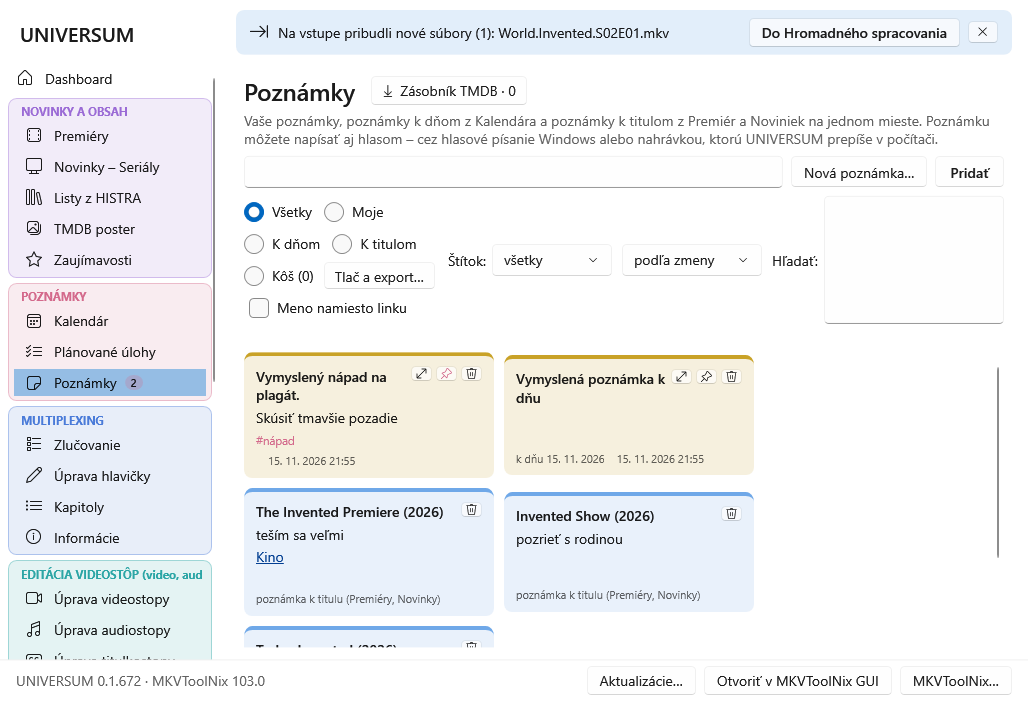 UNIVERSUM
Na vstupe pribudli nové súbory (1): World.Invented.S02E01.mkv
Do Hromadného spracovania
Dashboard
NOVINKY A OBSAH
Premiéry
Novinky – Seriály
Listy z HISTRA
TMDB poster
Zaujímavosti
POZNÁMKY
Kalendár
Plánované úlohy
Poznámky 2
MULTIPLEXING
Zlučovanie
Úprava hlavičky
Kapitoly
Informácie
EDITÁCIA VIDEOSTÔP (video, aud
Úprava videostopy
Úprava audiostopy
Poznámky
Zásobník TMDB · 0
Vaše poznámky, poznámky k dňom z Kalendára a poznámky k titulom z Premiér a Noviniek na jednom mieste. Poznámku
môžete napísať aj hlasom – cez hlasové písanie Windows alebo nahrávkou, ktorú UNIVERSUM prepíše v počítači.
Nová poznámka...
Pridať
Všetky
Moje
K dňom
K titulom
Kôš (0)
Tlač a export...
Meno namiesto linku
Štítok:
všetky
podľa zmeny
Hľadať:
Vymyslený nápad na
plagát.
Skúsiť tmavšie pozadie
#nápad
15. 11. 2026 21:55
Vymyslená poznámka k
dňu
k dňu 15. 11. 2026 15. 11. 2026 21:55
The Invented Premiere (2026)
teším sa veľmi
Kino
poznámka k titulu (Premiéry, Novinky)
Invented Show (2026)
pozrieť s rodinou
poznámka k titulu (Premiéry, Novinky)
UNIVERSUM 0.1.672 · MKVToolNix 103.0
Aktualizácie...
Otvoriť v MKVToolNix GUI
MKVToolNix...